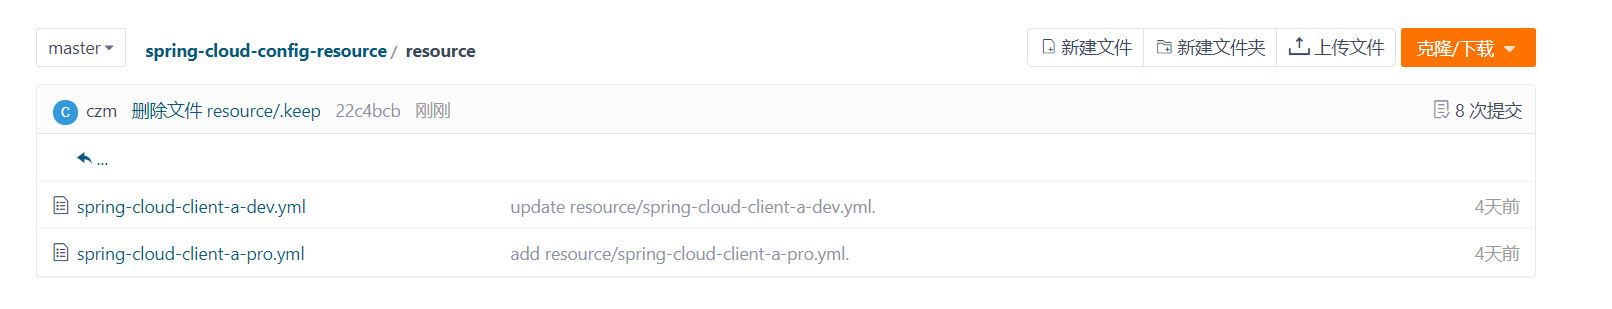 master spring-cloud-config-resource / resource 新建文件 新建文件夹 上传文件 克隆/下载
C czm 删除文件 resource/.keep 22c4bcb 刚刚 8 次提交
...
spring-cloud-client-a-dev.yml update resource/spring-cloud-client-a-dev.yml. 4天前
spring-cloud-client-a-pro.yml add resource/spring-cloud-client-a-pro.yml. 4天前